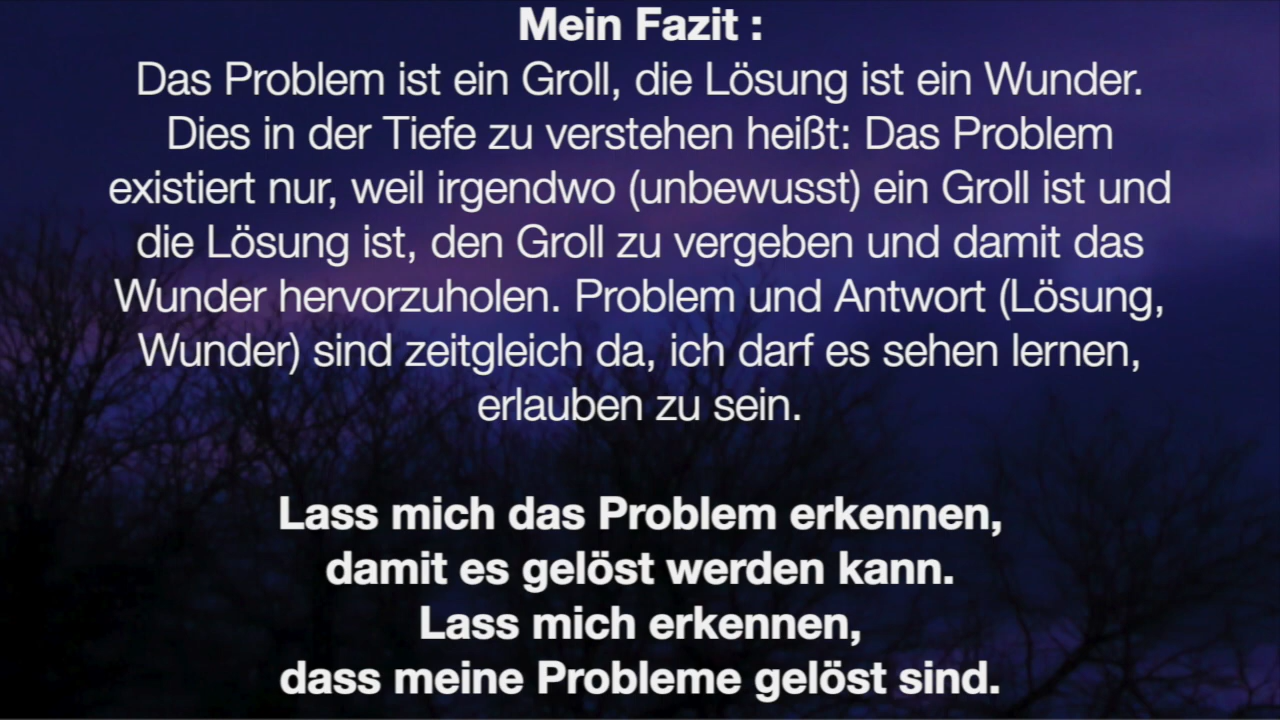 Mein Fazit :
Das Problem ist ein Groll, die Lösung ist ein Wunder.
Dies in der Tiefe zu verstehen heißt: Das Problem
existiert nur, weil irgendwo (unbewusst) ein Groll ist und
die Lösung ist, den Groll zu vergeben und damit das
Wunder hervorzuholen. Problem und Antwort (Lösung,
Wunder) sind zeitgleich da, ich darf es sehen lernen,
erlauben zu sein.
Lass mich das Problem erkennen,
damit es gelöst werden kann.
Lass mich erkennen,
dass meine Probleme gelöst sind.